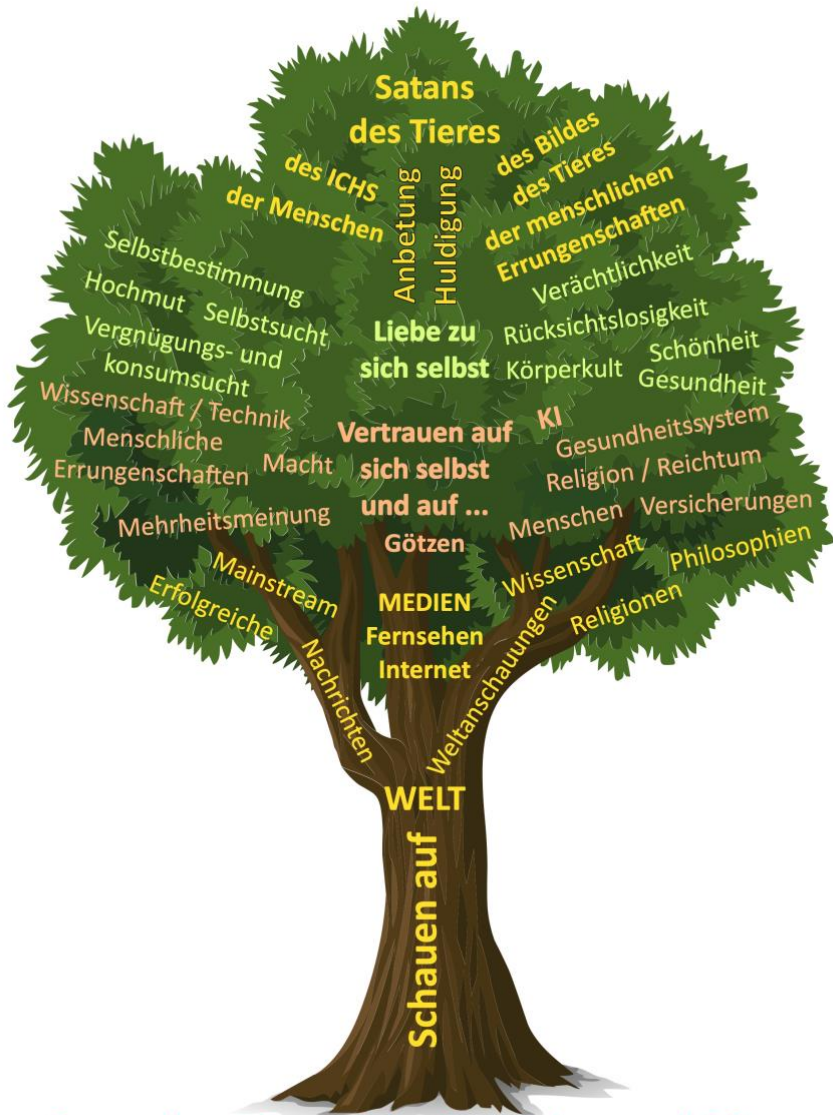 Satans
des Tieres
des ICHS
der Menschen
Anbetung
Huldigung
des Bildes
des Tieres
der menschlichen
Errungenschaften
Selbstbestimmung
Hochmut
Selbstsucht
Vergnügungs- und
konsumsucht
Liebe zu
sich selbst
Verächtlichkeit
Rücksichtslosigkeit
Körperkult
Schönheit
Gesundheit
Wissenschaft / Technik
Menschliche
Errungenschaften
Macht
Mehrheitsmeinung
Vertrauen auf
sich selbst
und auf ...
Götzen
KI
Gesundheitssystem
Religion / Reichtum
Menschen
Versicherungen
Mainstream
Erfolgreiche
Nachrichten
MEDIEN
Fernsehen
Internet
Wissenschaft
Philosophien
Religionen
Weltanschauungen
WELT
Schauen auf